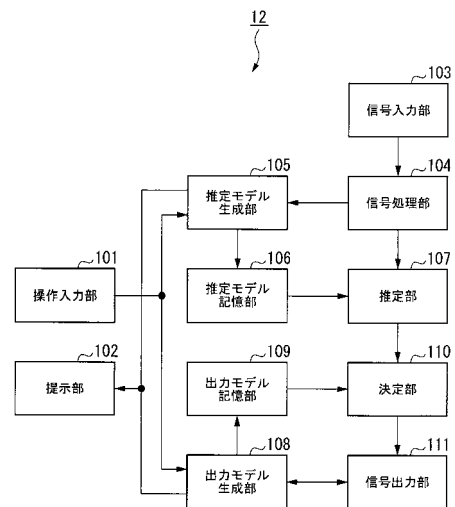 12
103
信号入力部
105
104
推定モデル
生成部
信号処理部
101
106
107
操作入力部
推定モデル
記憶部
推定部
102
109
110
提示部
出力モデル
記憶部
決定部
108
111
出力モデル
生成部
信号出力部